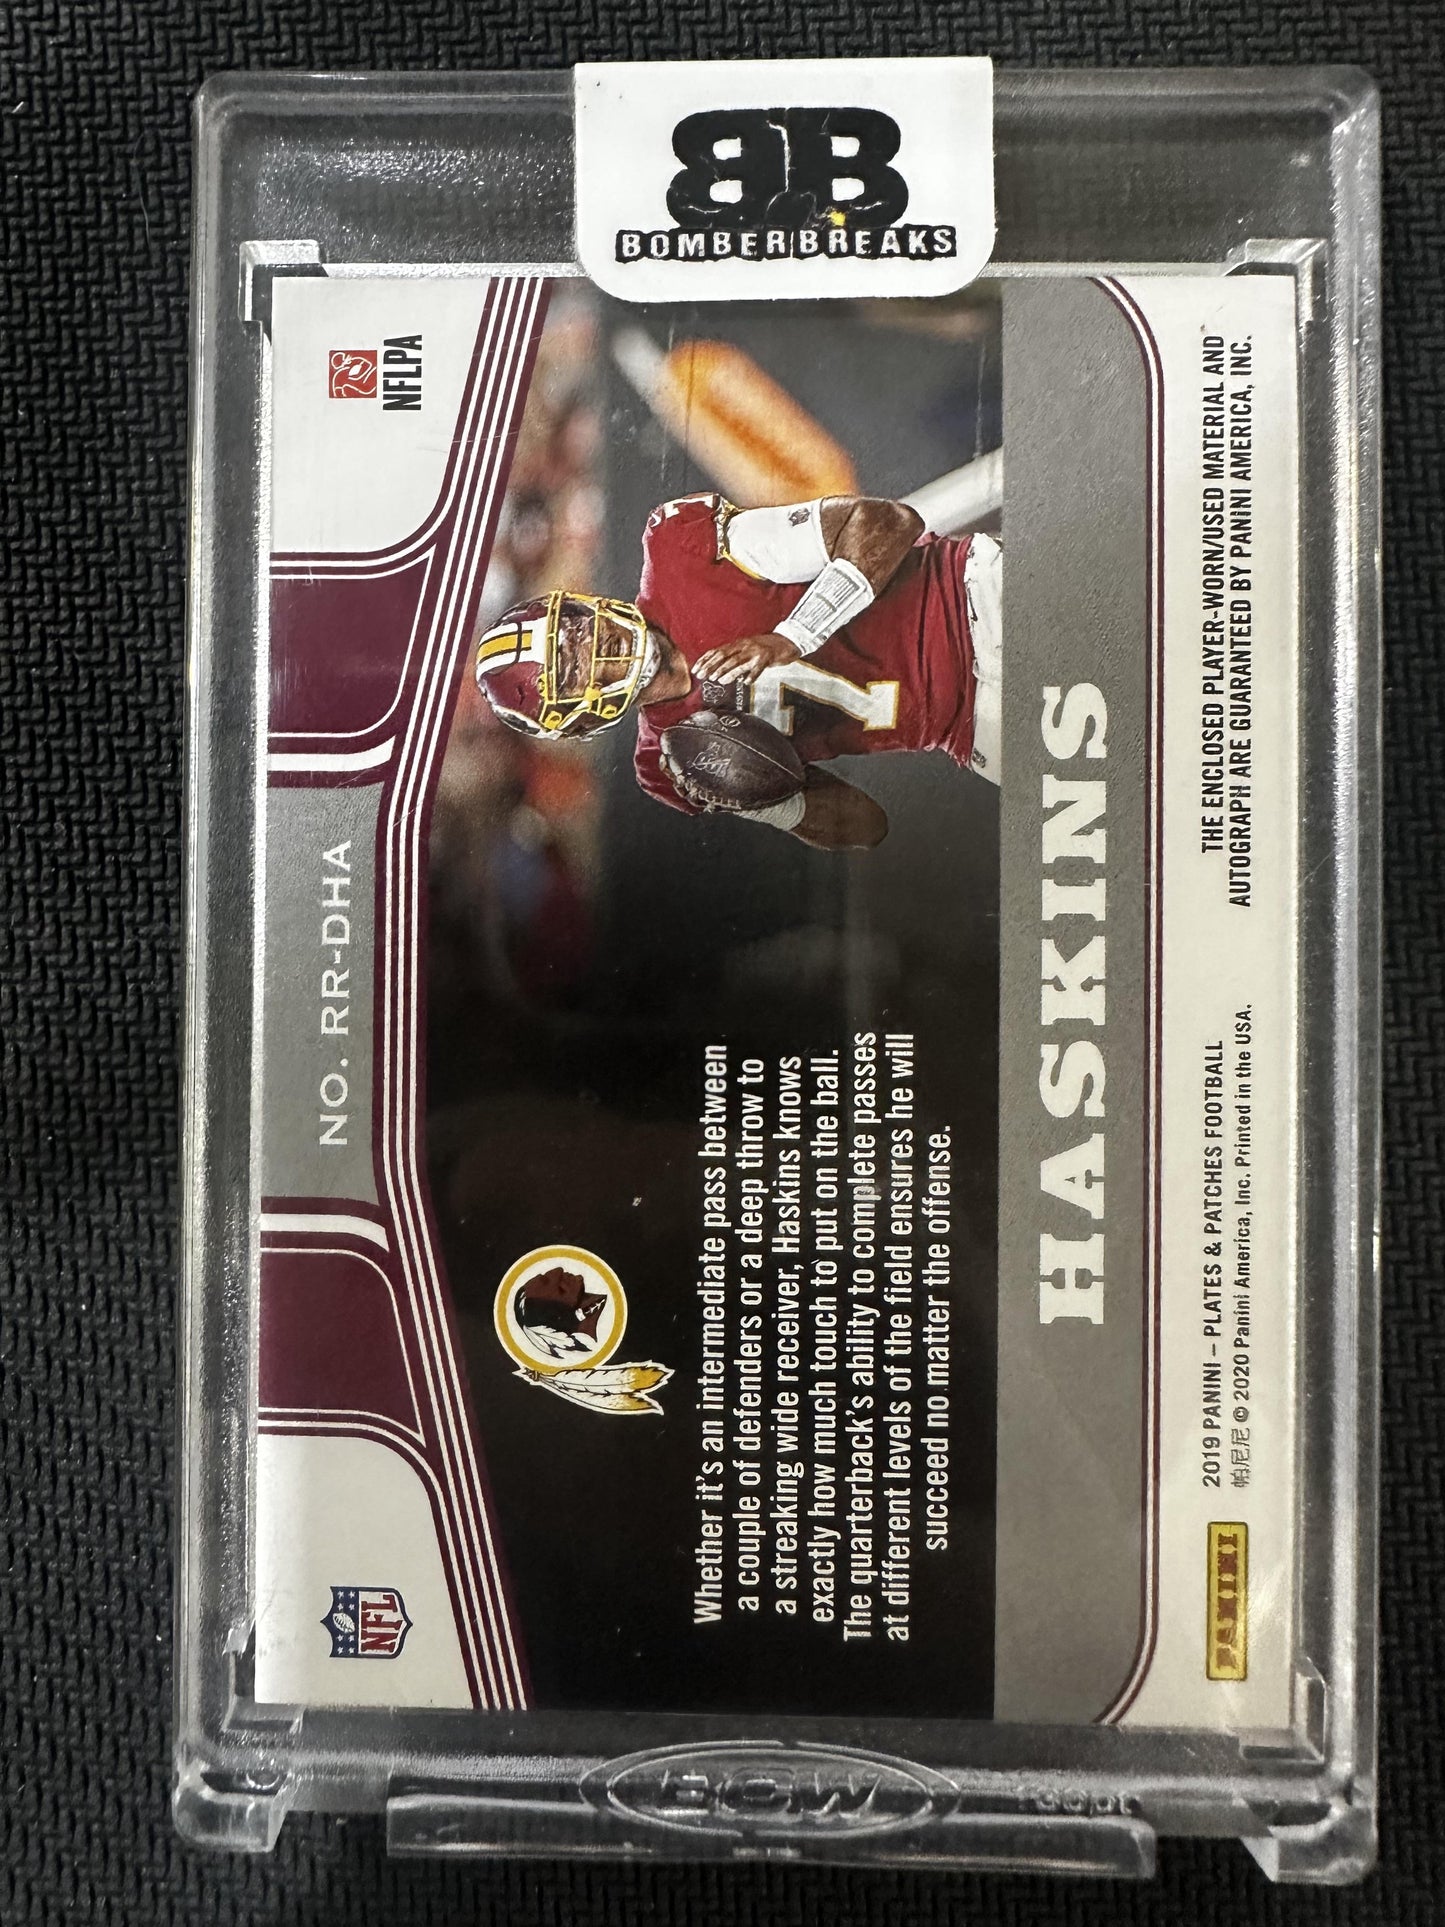 BB
BOMBERBREAKS
NFL
NO. RR-DHA
NFLPA
7
Whether it's an intermediate pass between
a couple of defenders or a deep throw to
a streaking wide receiver, Haskins knows
exactly how much touch to put on the ball.
The quarterback's ability to complete passes
at different levels of the field ensures he will
succeed no matter the offense.
HASKINS
PANINI
2019 PANINI – PLATES & PATCHES FOOTBALL
帕尼尼 © 2020 Panini America, Inc. Printed in the USA.
THE ENCLOSED PLAYER-WORN/USED MATERIAL AND
AUTOGRAPH ARE GUARANTEED BY PANINI AMERICA, INC.
BCW